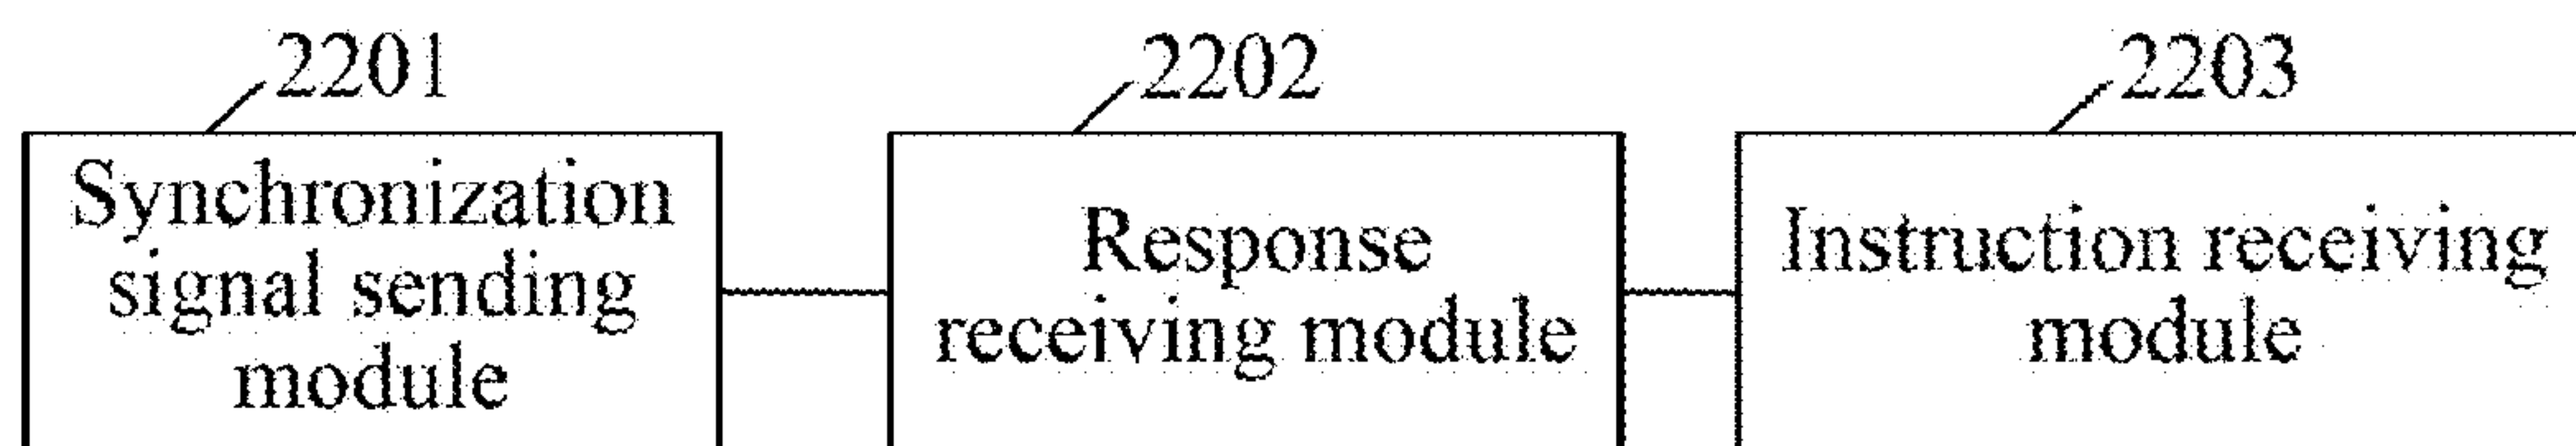 2201
2202
2203
Synchronization
signal sending
module
Response
receiving module
Instruction receiving
module